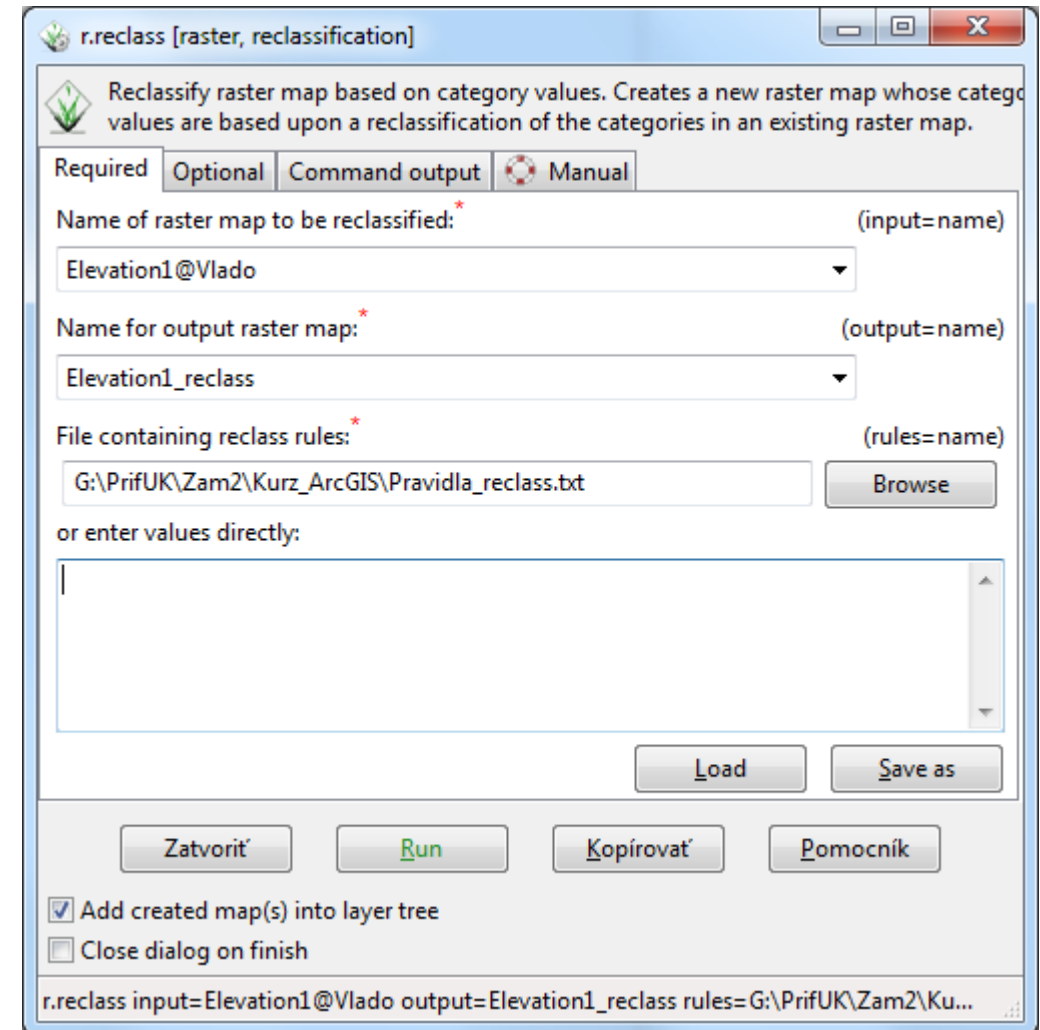 r.reclass [raster, reclassification]
Reclassify raster map based on category values. Creates a new raster map whose catego
values are based upon a reclassification of the categories in an existing raster map.
Required Optional Command output Manual
Name of raster map to be reclassified:* (input=name)
Elevation1@Vlado
Name for output raster map:* (output=name)
Elevation1_reclass
File containing reclass rules:* (rules=name)
G:\PrifUK\Zam2\Kurz_ArcGIS\Pravidla_reclass.txt Browse
or enter values directly:
Load Save as
Zatvoriť Run Kopírovať Pomocník
Add created map(s) into layer tree
Close dialog on finish
r.reclass input=Elevation1@Vlado output=Elevation1_reclass rules=G:\PrifUK\Zam2\Ku...